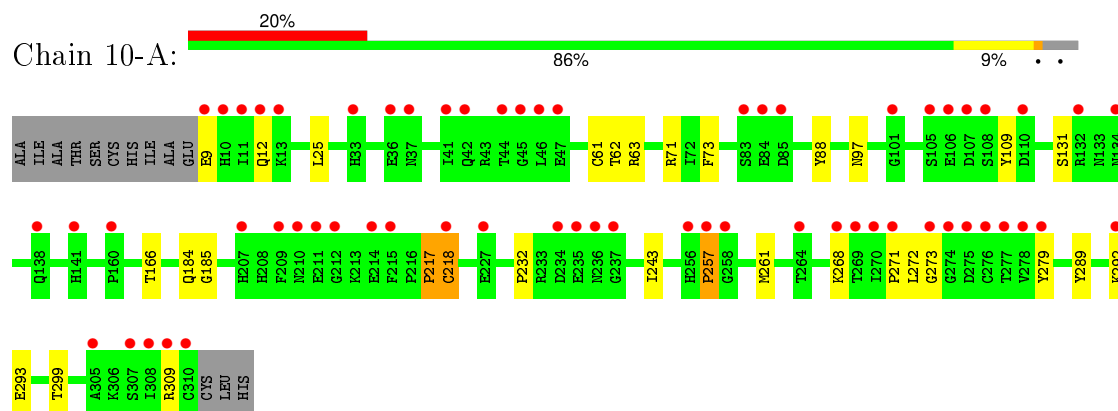 20%
Chain 10-A:
86% 9% • •
ALA ILE ALA THR SER CYS HIS ILE ALA GLU E9 H10 I11 Q12 K13 L25 H33 E36 N37 I41 Q42 R43 T44 C45 L46 E47 C61 T62 R63 R71 I72 F73 S83 E84 D85 Y88 N97 G101 S105 E106 D107 S108 Y109 D110 S131 R132 N133 N134
Q138 H141 P160 T166 Q184 G185 H207 H208 F209 N210 E211 G212 K213 E214 F215 P216 P217 C218 E227 P232 R233 D234 E235 N236 G237 I243 H256 P257 G258 M261 T264 K268 T269 I270 P271 L272 G273 G274 D275 C276 T277 V278 Y279 Y289 K292
E293 T299 A305 K306 S307 I308 R309 C310 CYS LEU HIS